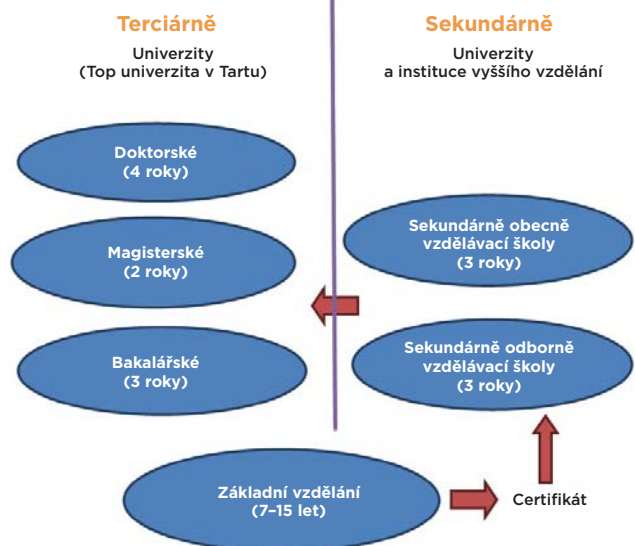 Terciárně
Univerzity
(Top univerzita v Tartu)
Doktorské
(4 roky)
Magisterské
(2 roky)
Bakalářské
(3 roky)
Sekundárně
Univerzity
a instituce vyššího vzdělání
Sekundárně obecně
vzdělávací školy
(3 roky)
Sekundárně odborně
vzdělávací školy
(3 roky)
Základní vzdělání
(7–15 let)
Certifikát